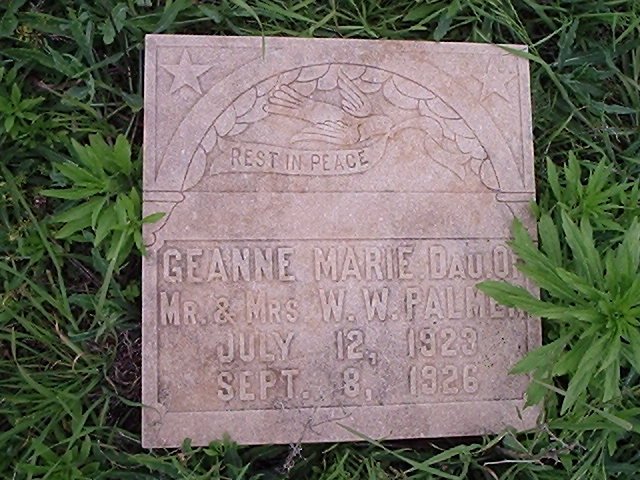 REST IN PEACE
GEANNE MARIE DAU. OF
MR. & MRS W. W. PALMER
JULY 12, 1923
SEPT. 8, 1926